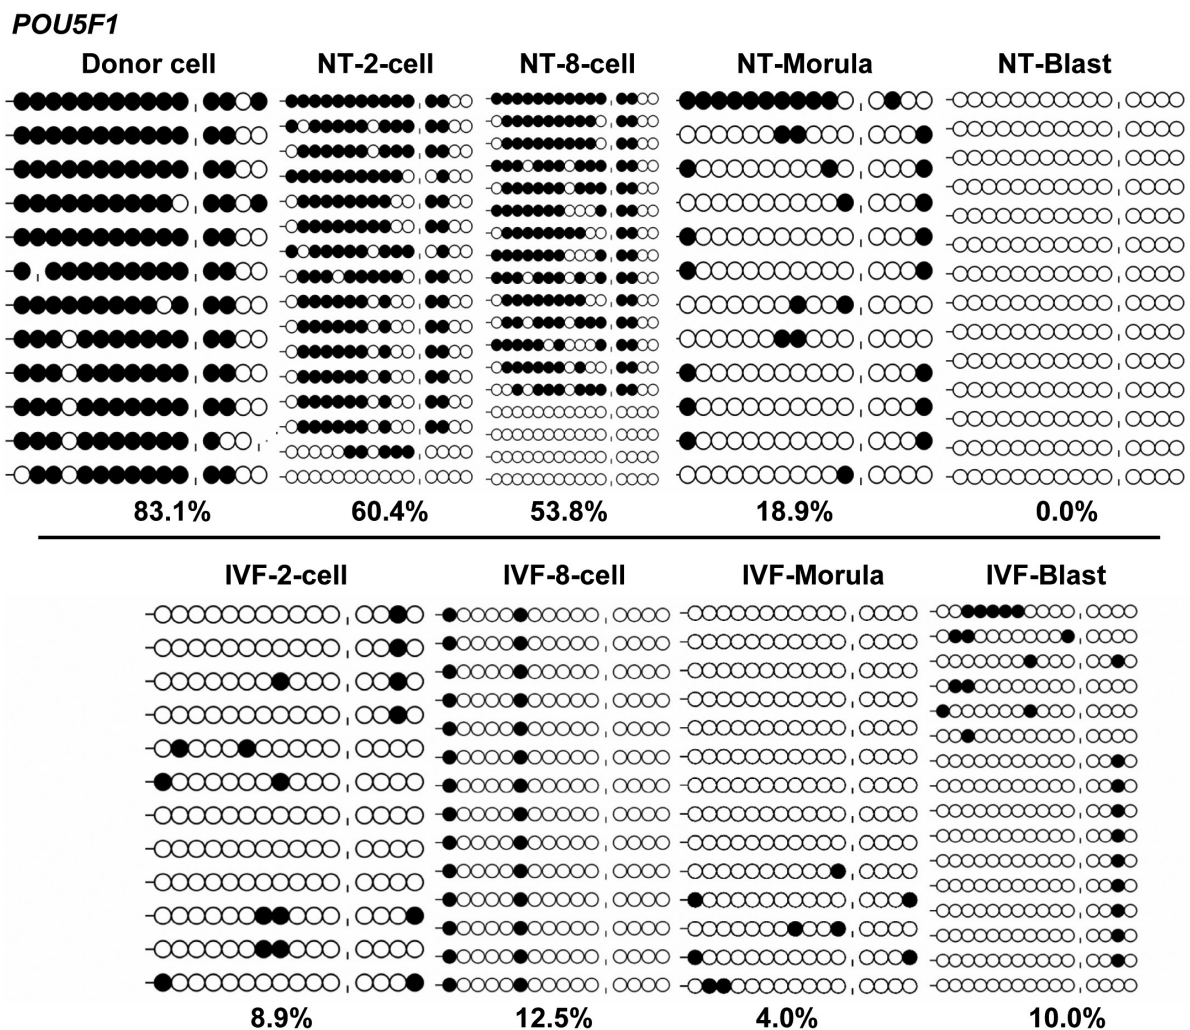 POU5F1
Donor cell NT-2-cell NT-8-cell NT-Morula NT-Blast
83.1% 60.4% 53.8% 18.9% 0.0%
IVF-2-cell IVF-8-cell IVF-Morula IVF-Blast
8.9% 12.5% 4.0% 10.0%